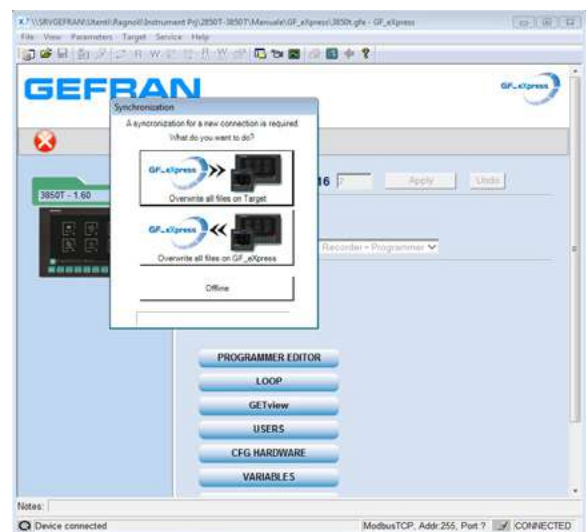 \\SRVGEFRAN\Utenti\Ragnoli\Instrument Prj\2850T-3850T\Manuale\GF_eXpress\3850t.gfe - GF_eXpress
File View Parameters Target Service Help
GEFRAN
GF_eXpress
Synchronization
A syncronization for a new connection is required.
What do you want to do?
GF_eXpress
Overwrite all files on Target
GF_eXpress
Overwrite all files on GF_eXpress
Offline
3850T - 1.60
16
Apply
Undo
Recorder + Programmer
PROGRAMMER EDITOR
LOOP
GETview
USERS
CFG HARDWARE
VARIABLES
Notes:
Device connected
ModbusTCP, Addr:255, Port ?
CONNECTED